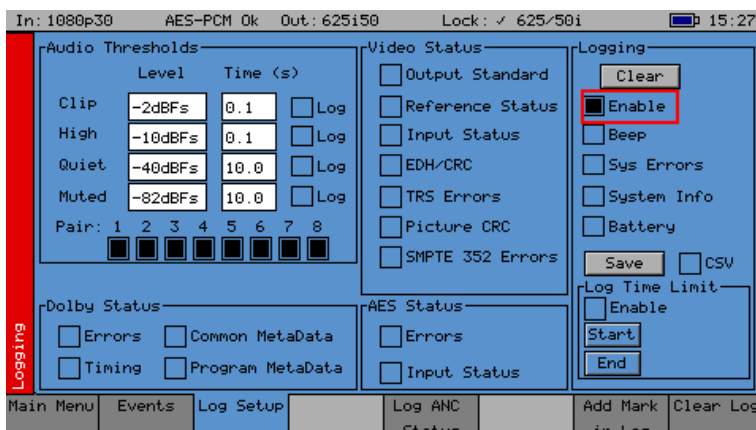 In: 1080p30 AES-PCM Ok Out: 625i50 Lock: ✓ 625/50i 15:27
Audio Thresholds
Level Time (s)
Clip -2dBFs 0.1 Log
High -10dBFs 0.1 Log
Quiet -40dBFs 10.0 Log
Muted -82dBFs 10.0 Log
Pair: 1 2 3 4 5 6 7 8
Video Status
Output Standard
Reference Status
Input Status
EDH/CRC
TRS Errors
Picture CRC
SMPTE 352 Errors
Logging
Clear
Enable
Beep
Sys Errors
System Info
Battery
Save CSV
Log Time Limit
Enable
Start
End
Dolby Status
Errors Common MetaData
Timing Program MetaData
AES Status
Errors
Input Status
Logging
Main Menu Events Log Setup Log ANC Add Mark Clear Log